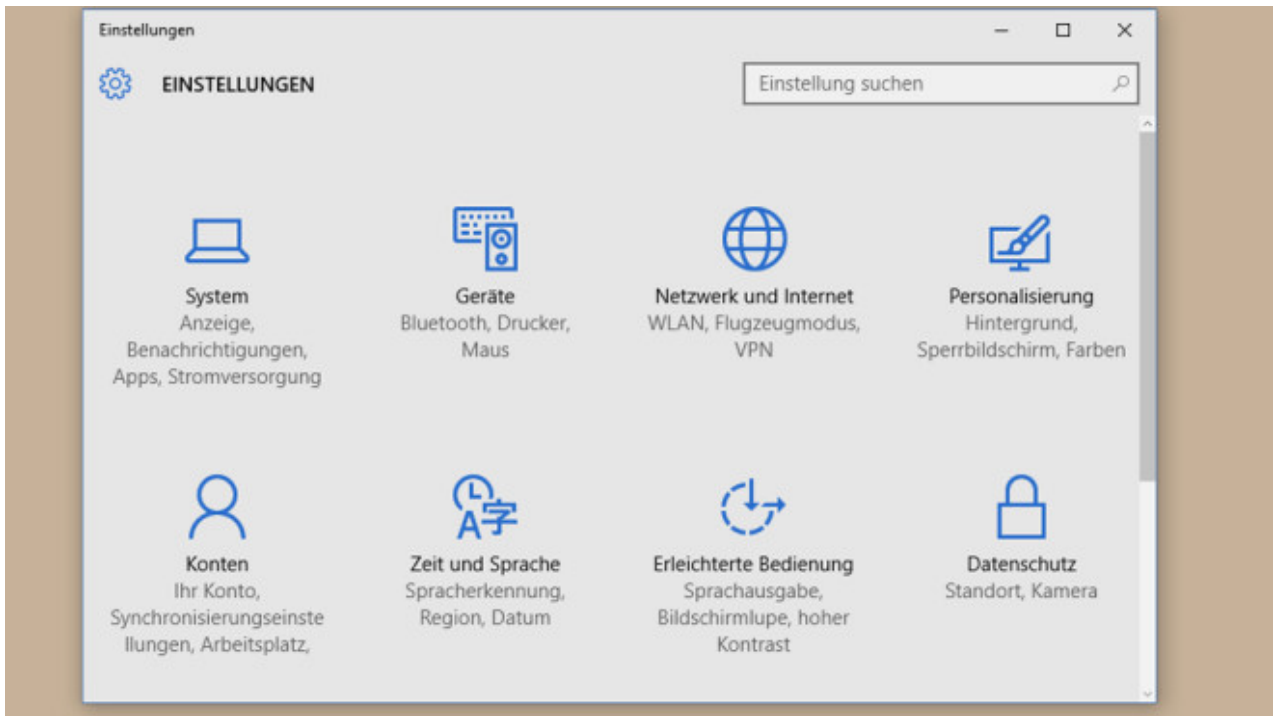 Einstellungen
EINSTELLUNGEN
Einstellung suchen
System
Anzeige,
Benachrichtigungen,
Apps, Stromversorgung
Geräte
Bluetooth, Drucker,
Maus
Netzwerk und Internet
WLAN, Flugzeugmodus,
VPN
Personalisierung
Hintergrund,
Sperrbildschirm, Farben
Konten
Ihr Konto,
Synchronisierungseinste
llungen, Arbeitsplatz,
Zeit und Sprache
Spracherkennung,
Region, Datum
Erleichterte Bedienung
Sprachausgabe,
Bildschirmlupe, hoher
Kontrast
Datenschutz
Standort, Kamera